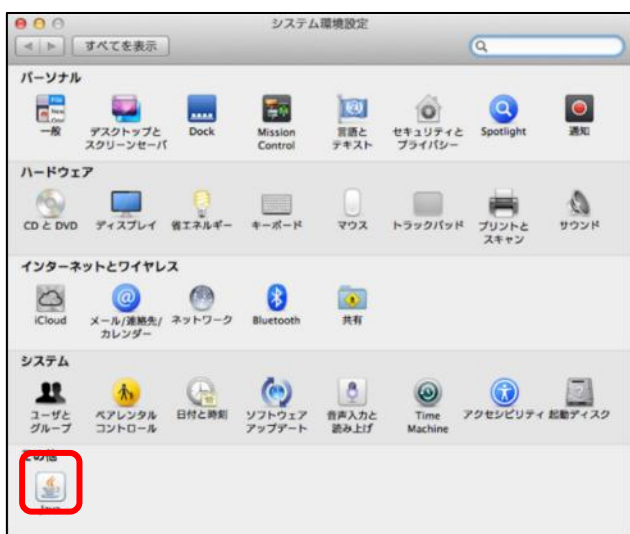 システム環境設定
すべてを表示
パーソナル
一般
デスクトップと
スクリーンセーバ
Dock
Mission
Control
言語と
テキスト
セキュリティと
プライバシー
Spotlight
通知
ハードウェア
CD と DVD
ディスプレイ
省エネルギー
キーボード
マウス
トラックパッド
プリントと
スキャン
サウンド
インターネットとワイヤレス
iCloud
メール/連絡先/
カレンダー
ネットワーク
Bluetooth
共有
システム
ユーザと
グループ
ペアレンタル
コントロール
日付と時刻
ソフトウェア
アップデート
音声入力と
読み上げ
Time
Machine
アクセシビリティ
起動ディスク
その他
Java